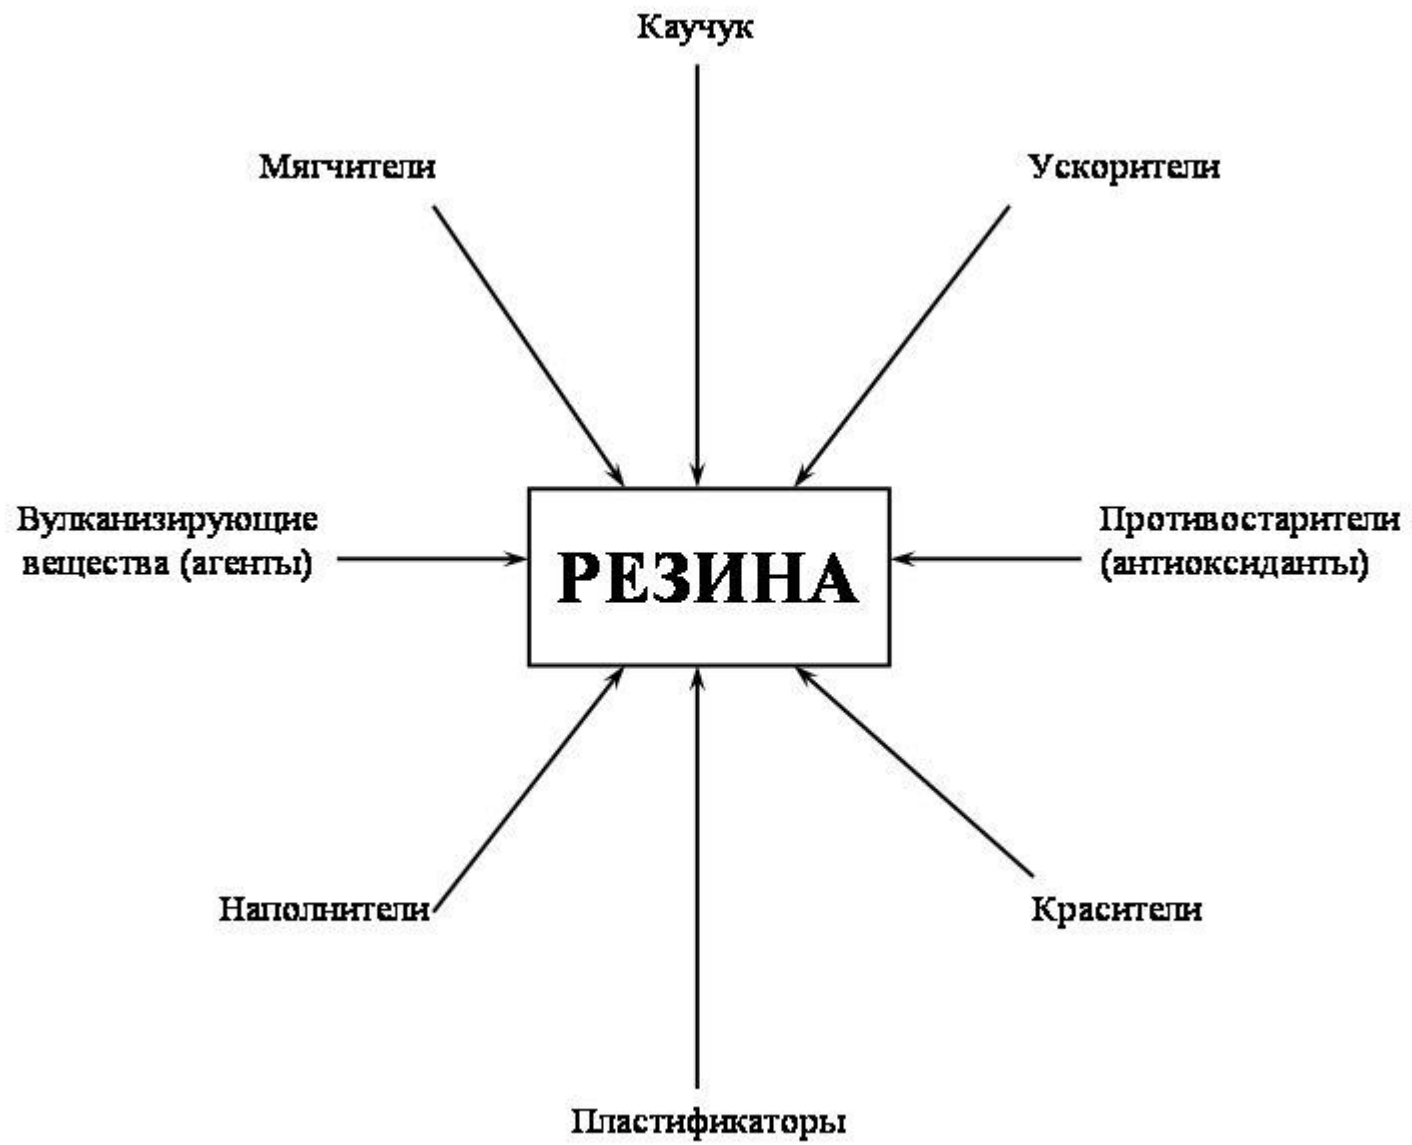 Каучук
Мягчители
Ускорители
Вулканизирующие
вещества (агенты)
РЕЗИНА
Противостарители
(антиоксиданты)
Наполнители
Красители
Пластификаторы